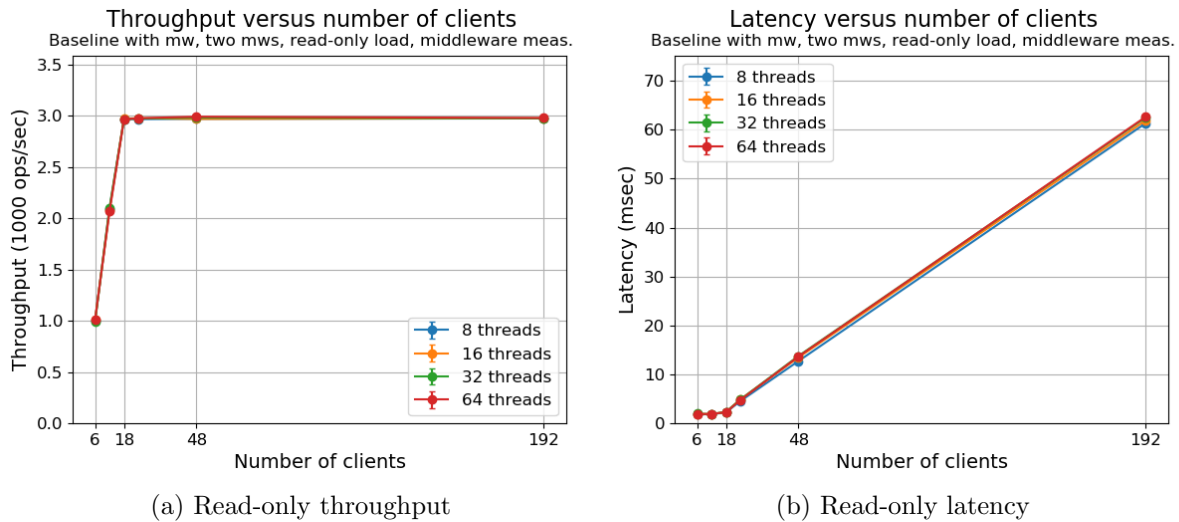 Throughput versus number of clients
Baseline with mw, two mws, read-only load, middleware meas.
3.5
3.0
2.5
2.0
1.5
1.0
0.5
0.0
Throughput (1000 ops/sec)
8 threads
16 threads
32 threads
64 threads
6
18
48
192
Number of clients
(a) Read-only throughput
Latency versus number of clients
Baseline with mw, two mws, read-only load, middleware meas.
70
60
50
40
30
20
10
0
Latency (msec)
8 threads
16 threads
32 threads
64 threads
6
18
48
192
Number of clients
(b) Read-only latency